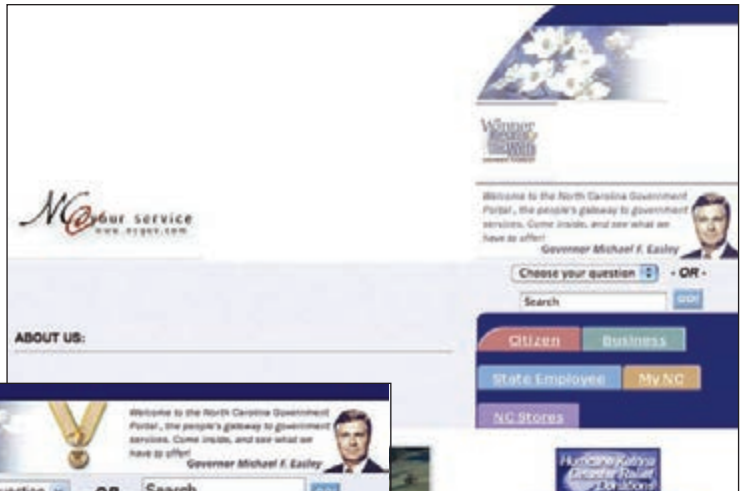 Winner
NC@your service
www.ncgov.com
Welcome to the North Carolina Government
Portal, the people's gateway to government
services. Come inside, and see what we
have to offer!
Governor Michael F. Easley
Choose your question - OR -
Search GO!
ABOUT US:
Citizen Business
State Employee My NC
NC Stores
Welcome to the North Carolina Government
Portal, the people's gateway to government
services. Come inside, and see what we
have to offer!
Governor Michael F. Easley
OR Search GO!
Hurricane Katrina
Disaster Relief
Donations